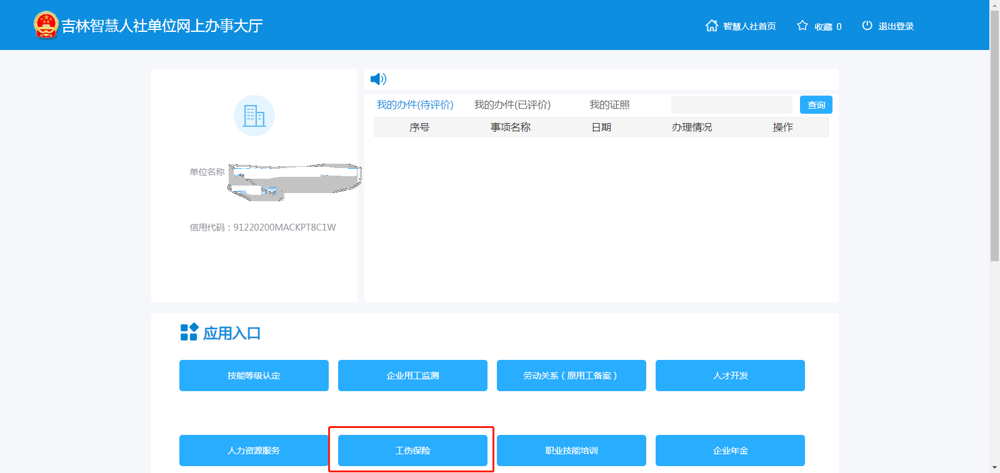 吉林智慧人社单位网上办事大厅
智慧人社首页
收藏 0
退出登录
我的办件(待评价)
我的办件(已评价)
我的证照
查询
序号
事项名称
日期
办理情况
操作
单位名称
信用代码：91220200MACKPT8C1W
应用入口
技能等级认定
企业用工监测
劳动关系（原用工备案）
人才开发
人力资源服务
工伤保险
职业技能培训
企业年金